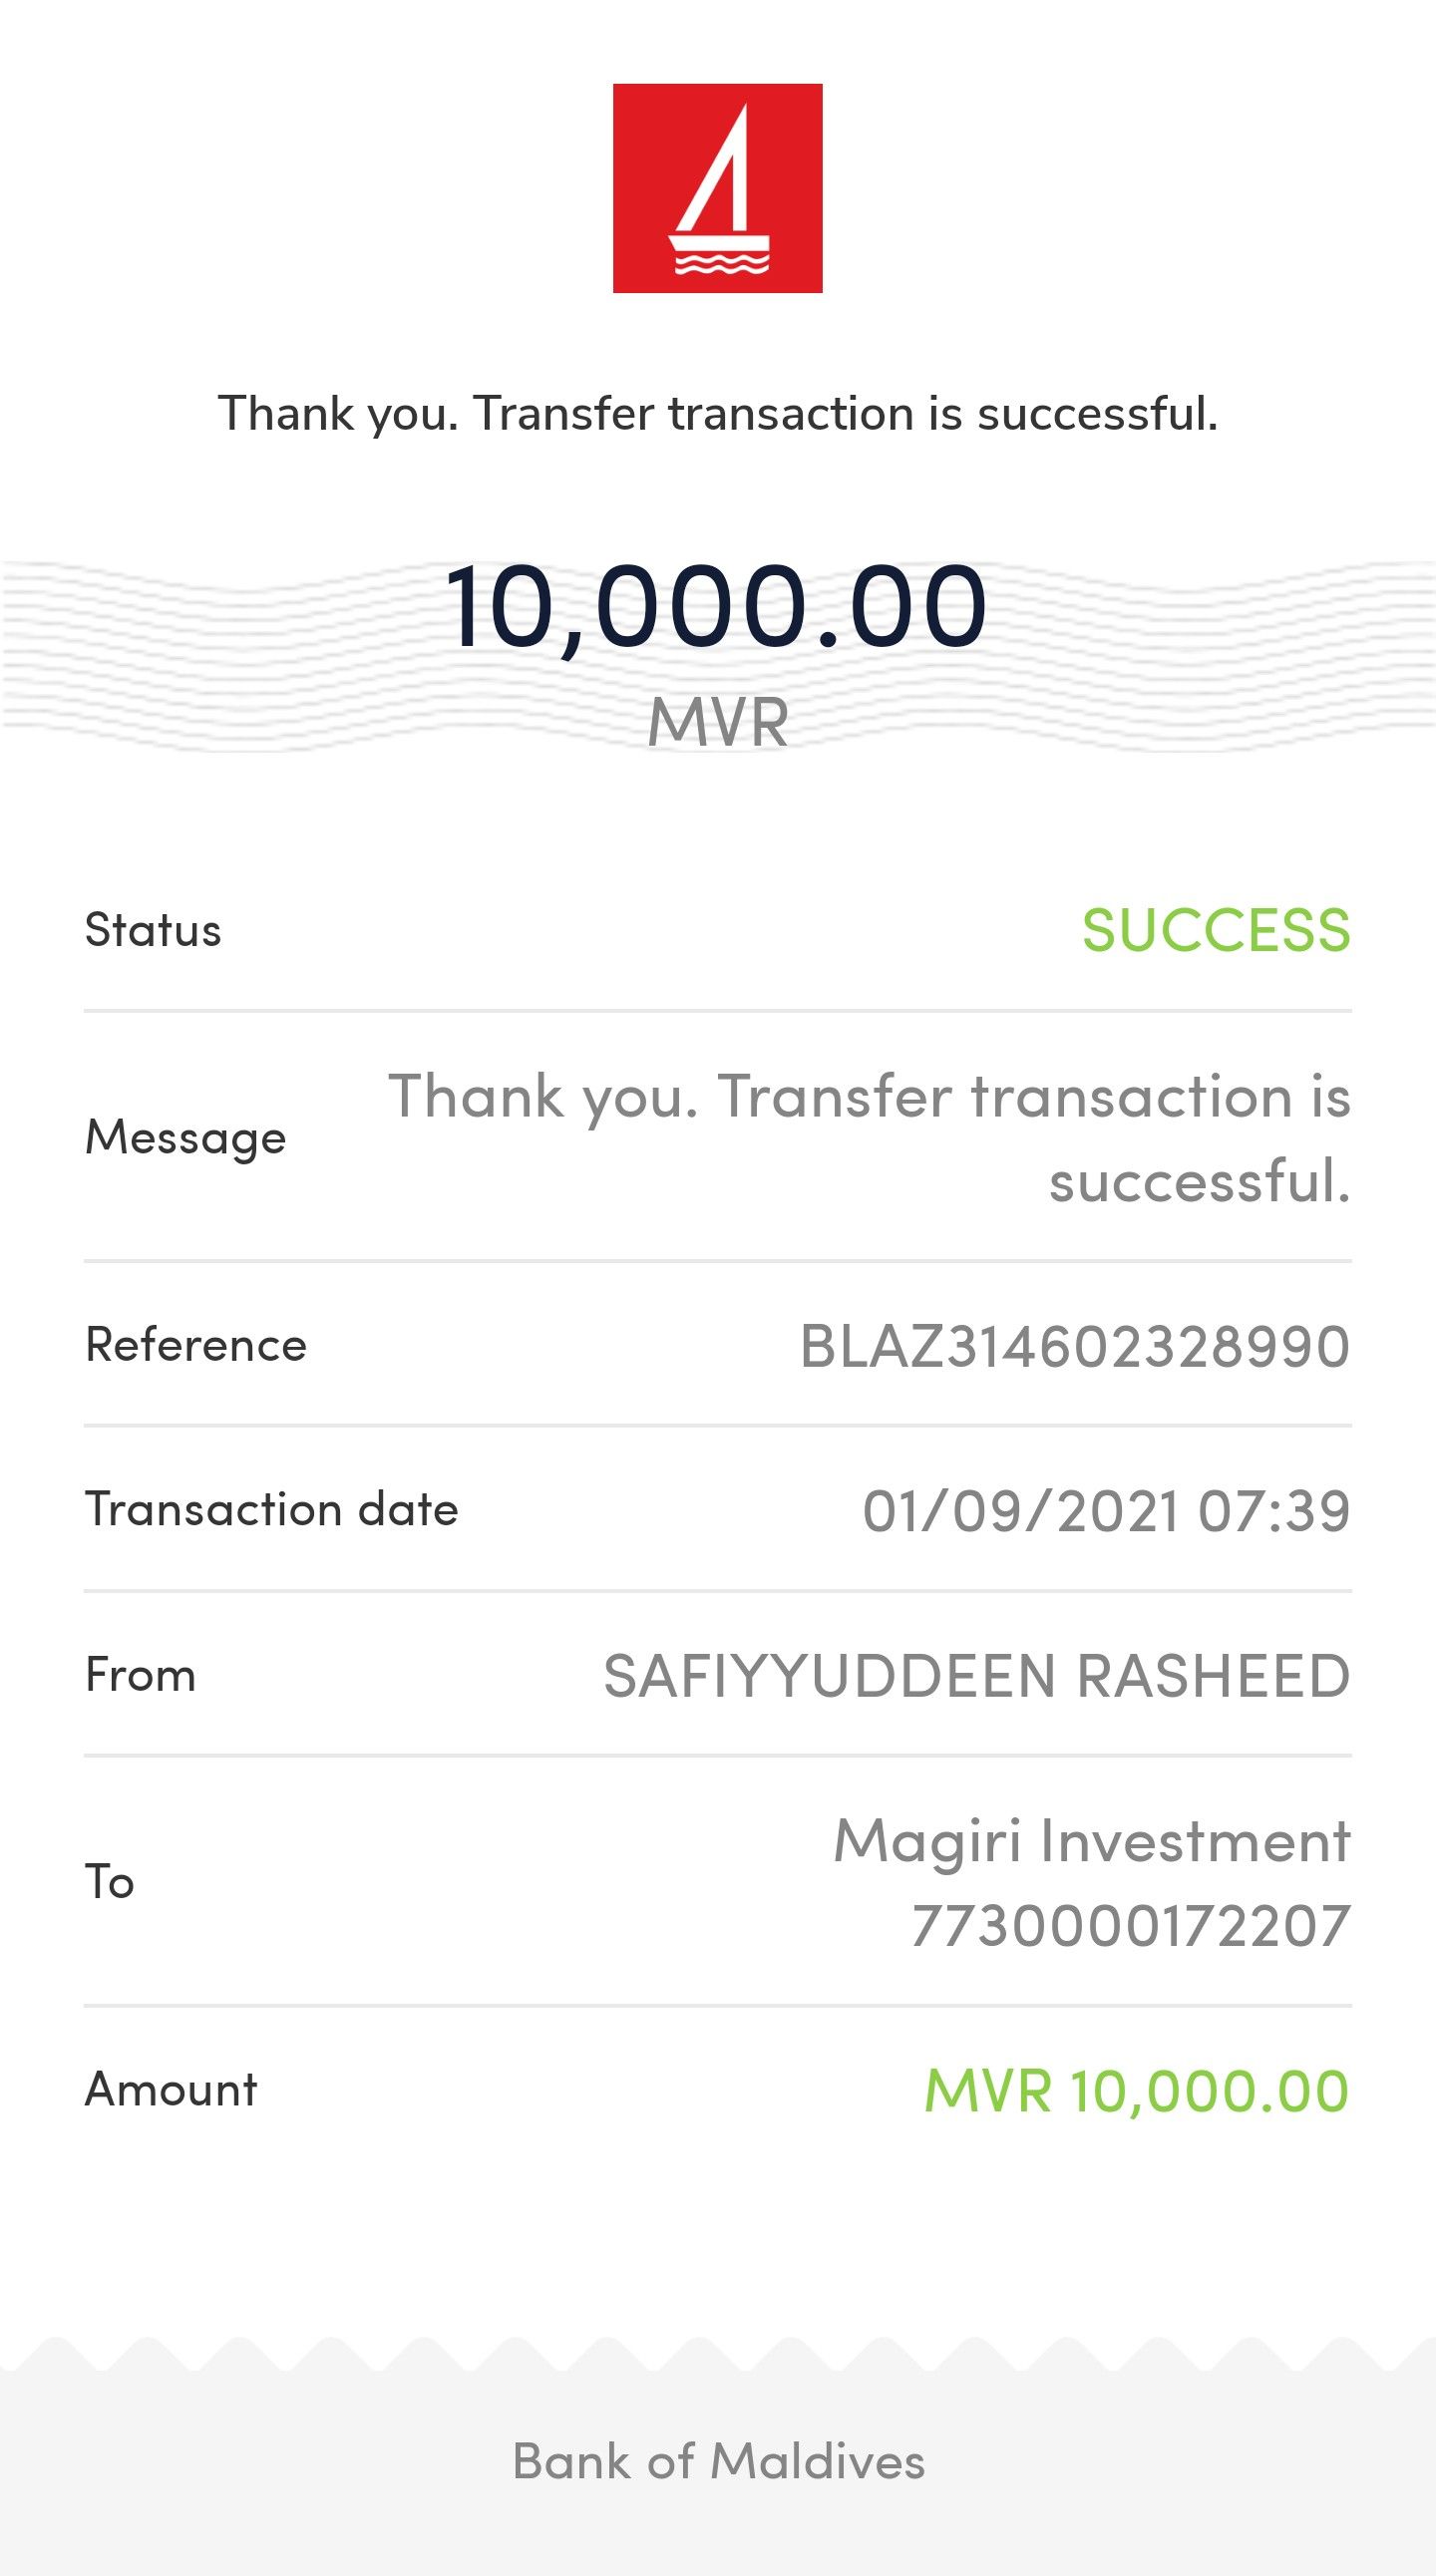 Thank you. Transfer transaction is successful.
10,000.00
MVR
Status SUCCESS
Message Thank you. Transfer transaction is
successful.
Reference BLAZ314602328990
Transaction date 01/09/2021 07:39
From SAFIYYUDDEEN RASHEED
To Magiri Investment
7730000172207
Amount MVR 10,000.00
Bank of Maldives